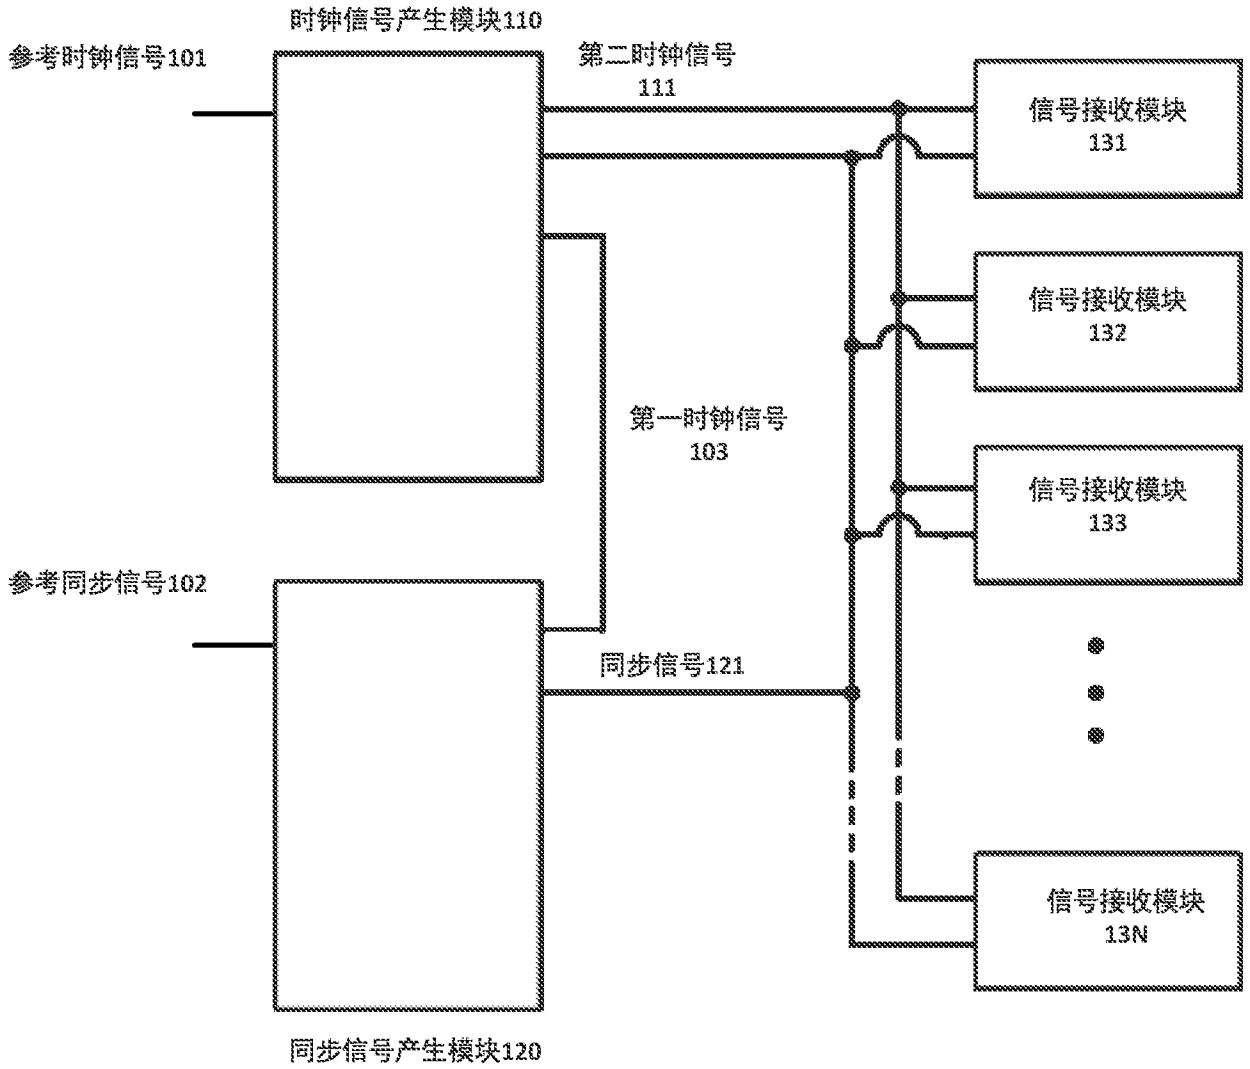 时钟信号产生模块110
参考时钟信号101
第二时钟信号
111
信号接收模块
131
信号接收模块
132
第一时钟信号
103
信号接收模块
133
参考同步信号102
同步信号121
信号接收模块
13N
同步信号产生模块120